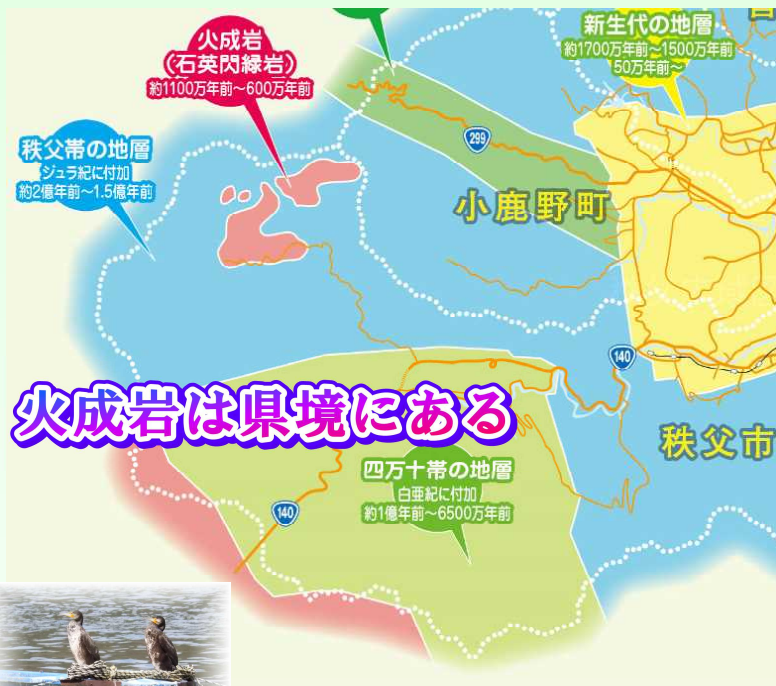 新生代の地層
約1700万年前～1500万年前
50万年前～
火成岩
（石英閃緑岩）
約1100万年前～600万年前
299
秩父帯の地層
ジュラ紀に付加
約2億年前～1.5億年前
小鹿野町
140
火成岩は県境にある
秩父市
四万十帯の地層
白亜紀に付加
約1億年前～6500万年前
140